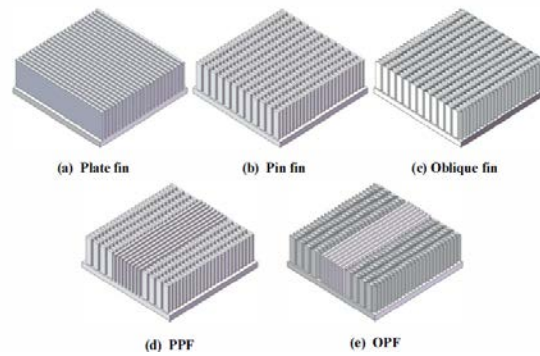 (a) Plate fin
(b) Pin fin
(c) Oblique fin
(d) PPF
(e) OPF